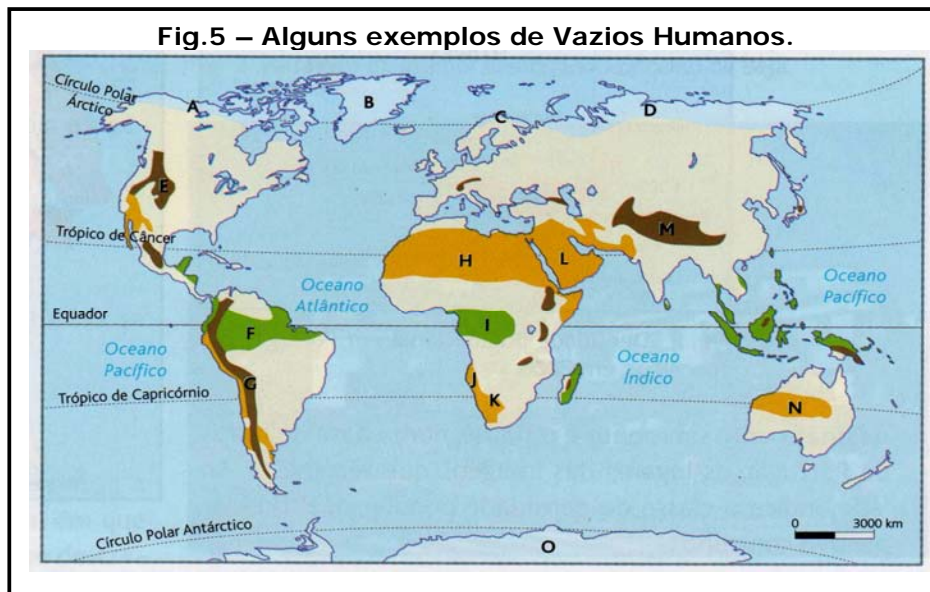 Fig.5 – Alguns exemplos de Vazios Humanos.
Círculo Polar
Árctico
A
B
C
D
E
M
Trópico de Câncer
H
L
Oceano
Atlântico
Oceano
Pacífico
Equador
F
I
Oceano
Pacífico
Oceano
Índico
G
J
Trópico de Capricórnio
K
N
Círculo Polar Antárctico
O
0 3000 km